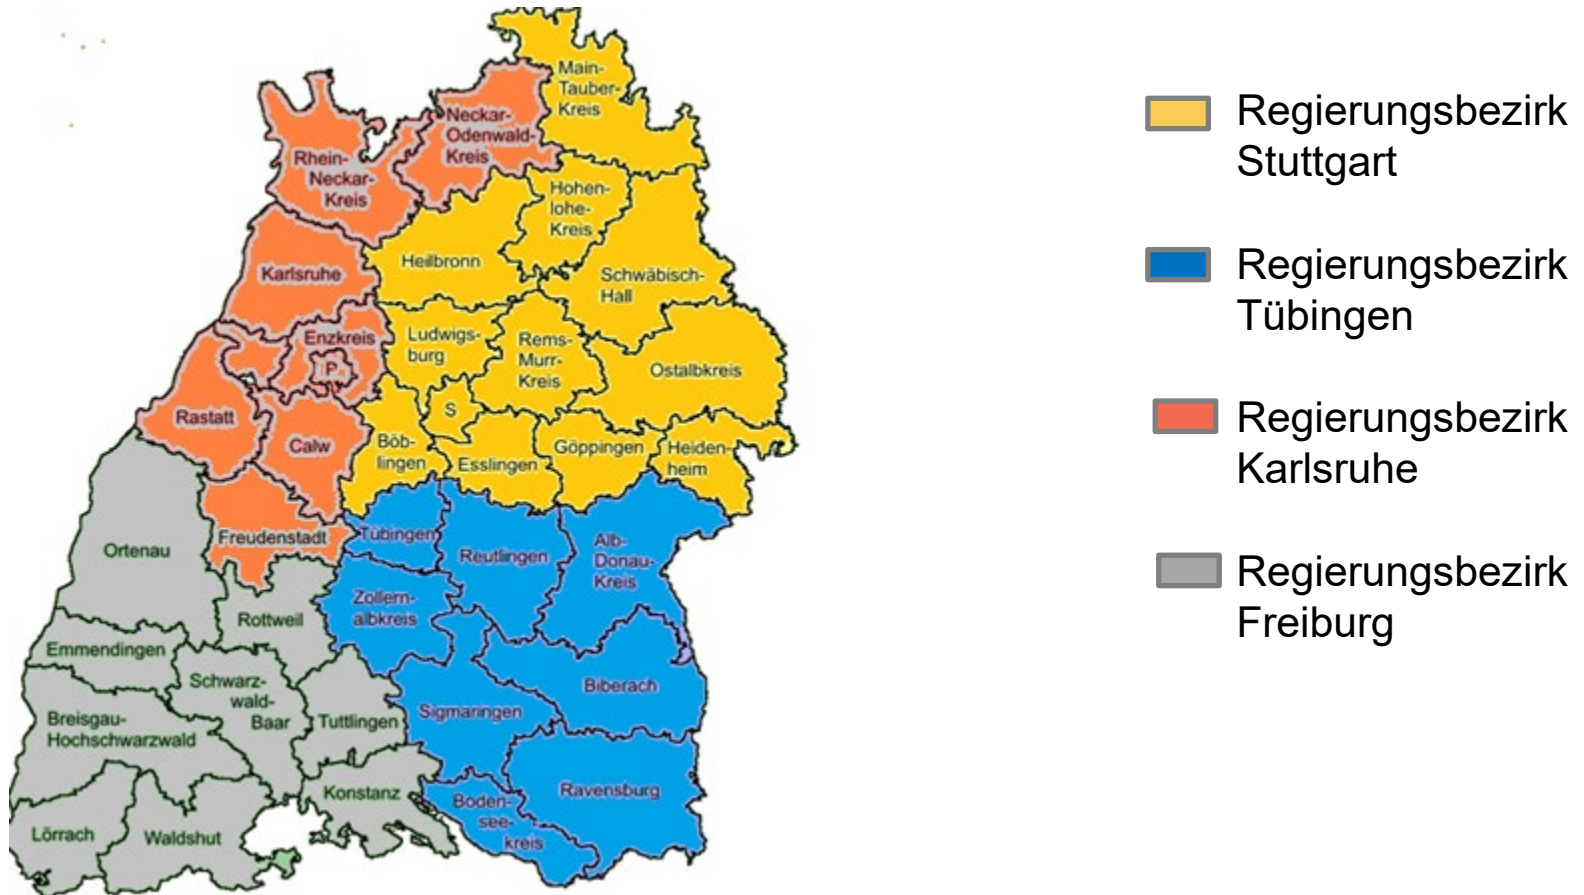 Main-
Tauber-
Kreis
Neckar-
Odenwald-
Kreis
Rhein-
Neckar-
Kreis
Hohen-
lohe-
Kreis
Heilbronn
Karlsruhe
Schwäbisch-
Hall
Enzkreis
Ludwigs-
burg
Rems-
Murr-
Kreis
P
Ostalbkreis
Rastatt
S
Calw
Böb-
lingen
Esslingen
Göppingen
Heiden-
heim
Freudenstadt
Tübingen
Ortenau
Reutlingen
Alb-
Donau-
Kreis
Zollern-
albkreis
Rottweil
Emmendingen
Schwarz-
wald-
Baar
Biberach
Breisgau-
Hochschwarzwald
Tuttlingen
Sigmaringen
Konstanz
Ravensburg
Boden-
see-
kreis
Lörrach
Waldshut
Regierungsbezirk
Stuttgart
Regierungsbezirk
Tübingen
Regierungsbezirk
Karlsruhe
Regierungsbezirk
Freiburg